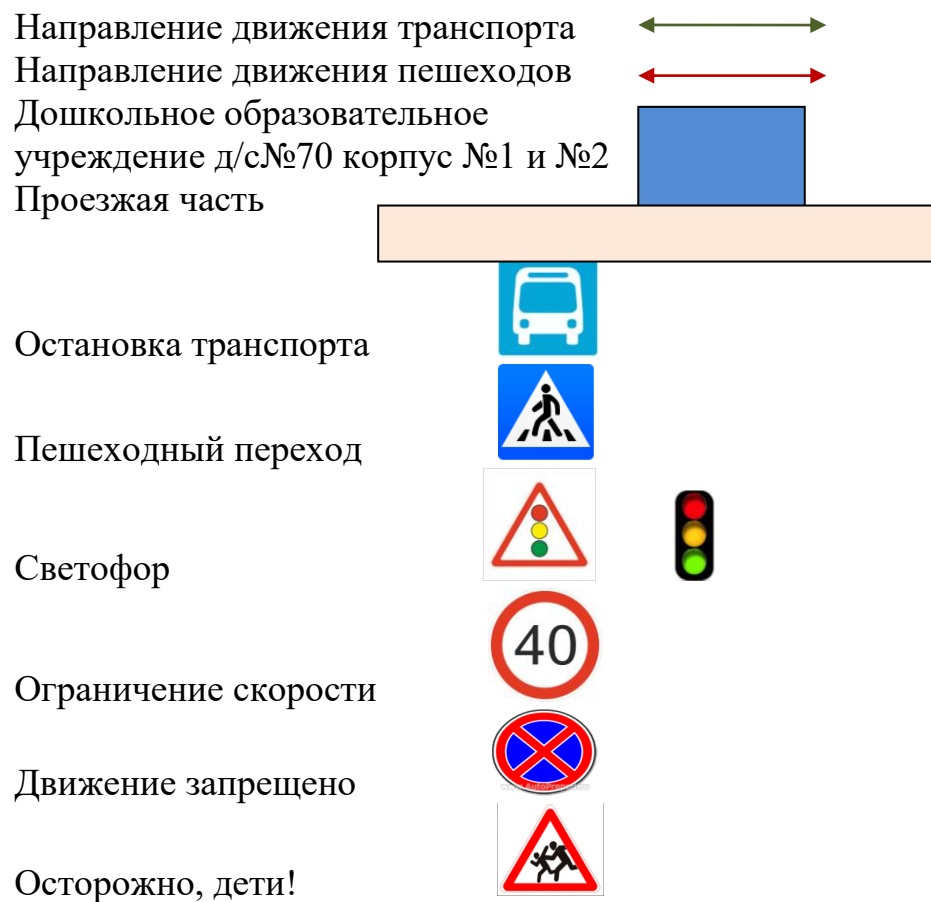 Направление движения транспорта
Направление движения пешеходов
Дошкольное образовательное
учреждение д/с№70 корпус №1 и №2
Проезжая часть
Остановка транспорта
Пешеходный переход
Светофор
40
Ограничение скорости
Движение запрещено
Осторожно, дети!